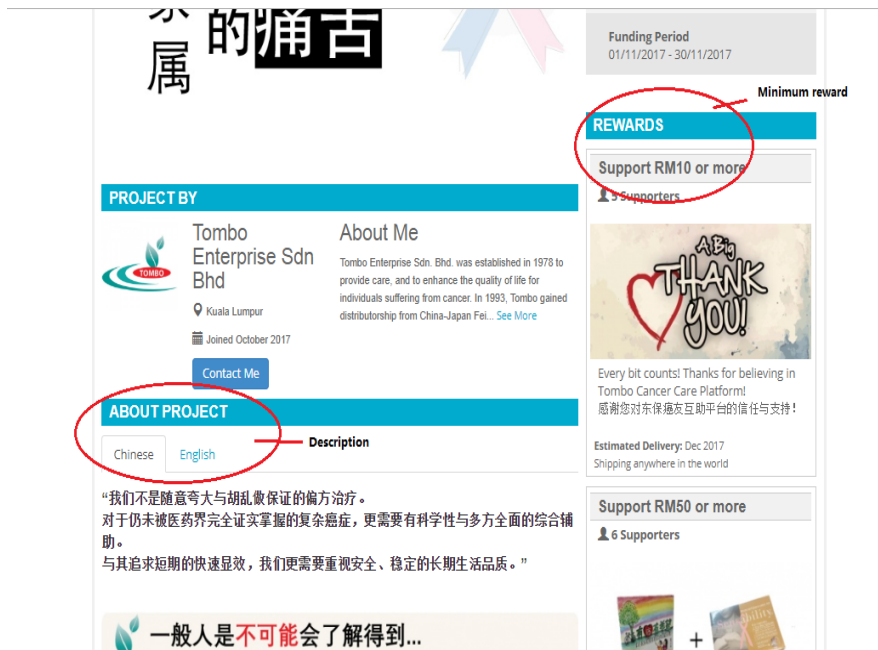 家
属
的痛苦
Funding Period
01/11/2017 - 30/11/2017
Minimum reward
REWARDS
Support RM10 or more
5 Supporters
A Big
THANK
YOU!
Every bit counts! Thanks for believing in
Tombo Cancer Care Platform!
感谢您对东保癌友互助平台的信任与支持！
Estimated Delivery: Dec 2017
Shipping anywhere in the world
Support RM50 or more
6 Supporters
+
PROJECT BY
TOMBO
Tombo
Enterprise Sdn
Bhd
Kuala Lumpur
Joined October 2017
Contact Me
About Me
Tombo Enterprise Sdn. Bhd. was established in 1978 to
provide care, and to enhance the quality of life for
individuals suffering from cancer. In 1993, Tombo gained
distributorship from China-Japan Fei... See More
ABOUT PROJECT
Description
Chinese
English
“我们不是随意夸大与胡乱做保证的偏方治疗。
对于仍未被医药界完全证实掌握的复杂癌症，更需要有科学性与多方全面的综合辅
助。
与其追求短期的快速显效，我们更需要重视安全、稳定的长期生活品质。”
一般人是不可能会了解得到...